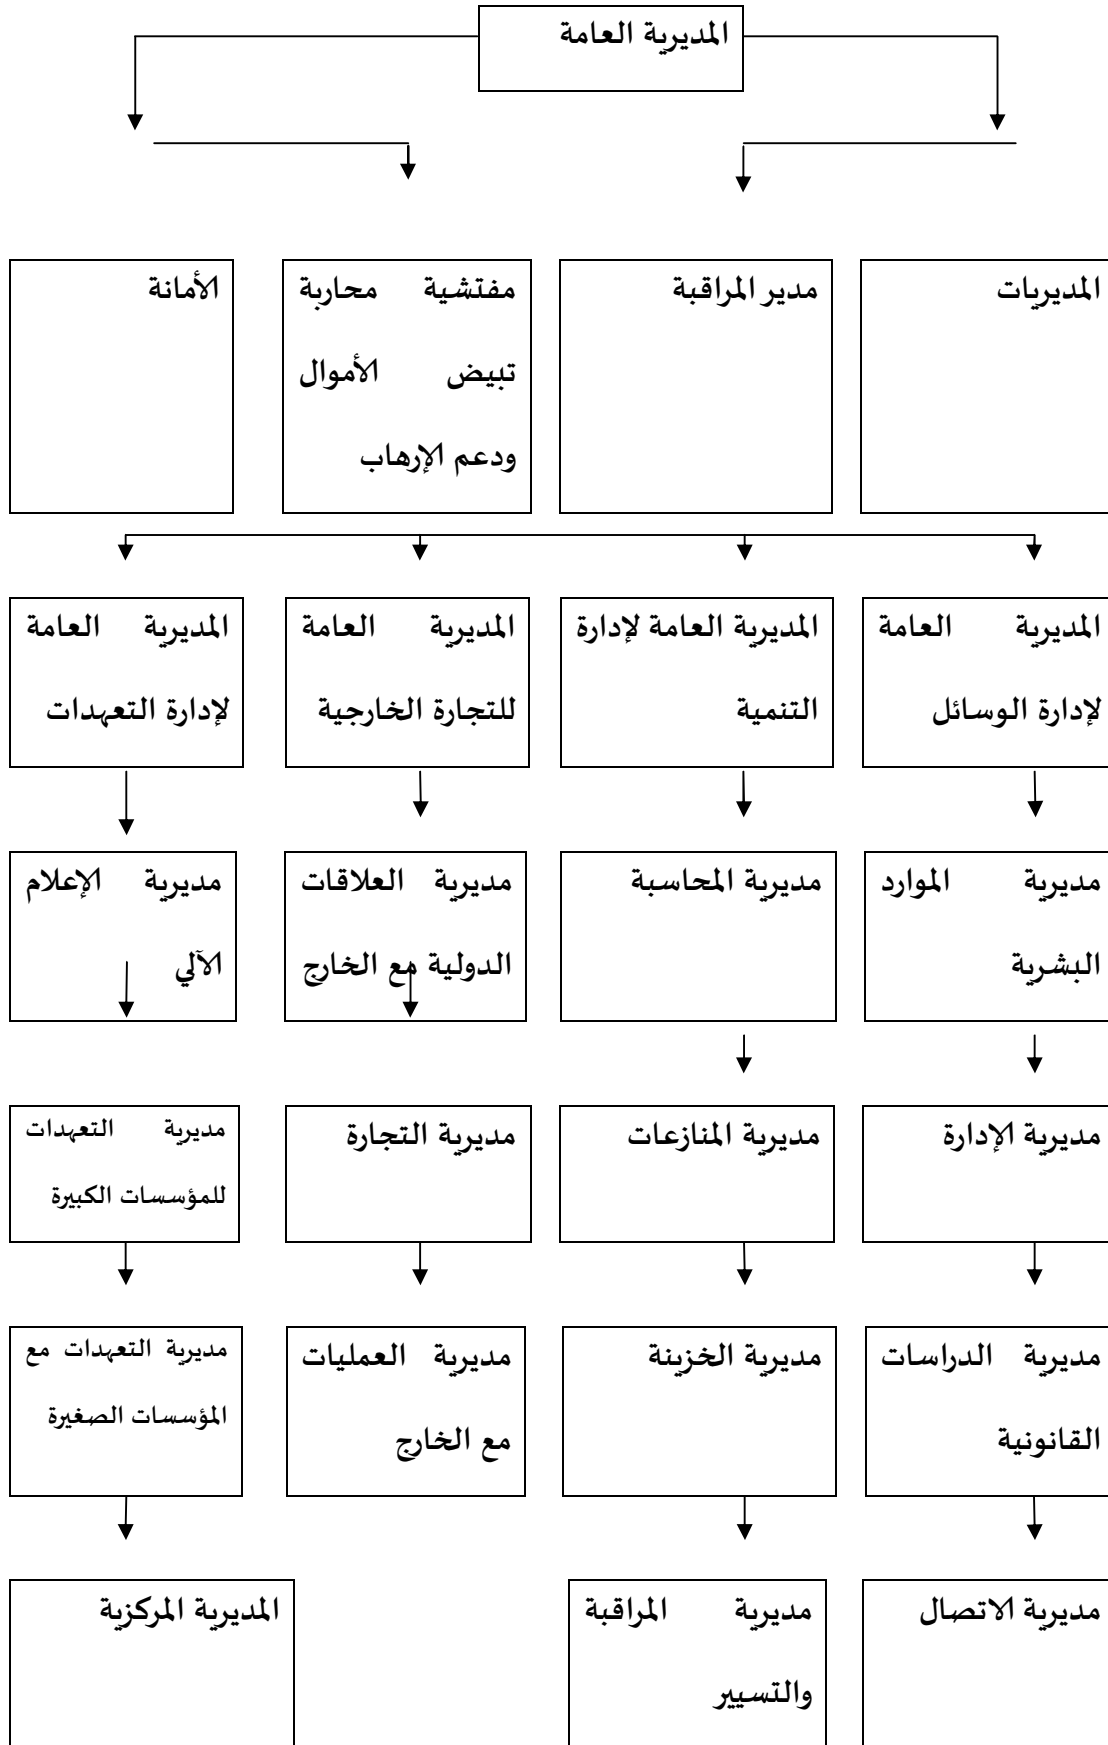 المديرية العامة
المديريات
مدير المراقبة
مفتشية محاربة
تبيض الأموال
ودعم الإرهاب
الأمانة
المديرية العامة
لإدارة الوسائل
المديرية العامة لإدارة
التنمية
المديرية العامة
للتجارة الخارجية
المديرية العامة
لإدارة التعهدات
مديرية الموارد
البشرية
مديرية المحاسبة
مديرية العلاقات
الدولية مع الخارج
مديرية الإعلام
الآلي
مديرية الإدارة
مديرية المنازعات
مديرية التجارة
مديرية التعهدات
للمؤسسات الكبيرة
مديرية الدراسات
القانونية
مديرية الخزينة
مديرية العمليات
مع الخارج
مديرية التعهدات مع
المؤسسات الصغيرة
مديرية الاتصال
مديرية المراقبة
والتسيير
المديرية المركزية